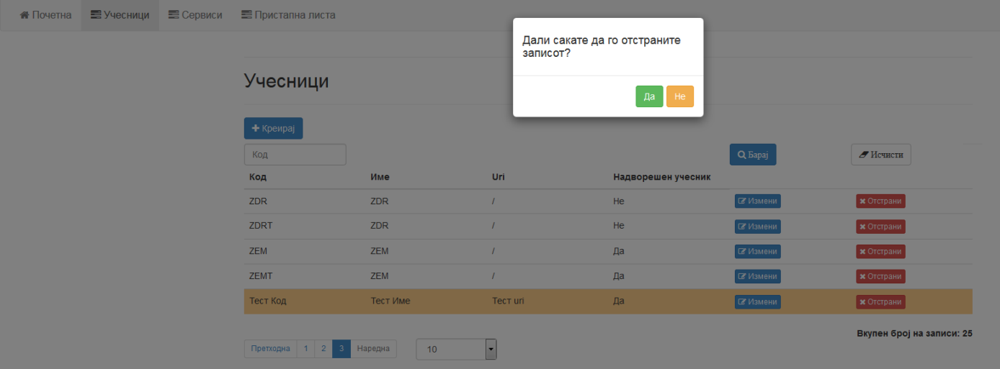 Почетна Учесници Сервиси Пристапна листа
Дали сакате да го отстраните
записот?
Да Не
Учесници
Креирај
Код Барај Исчисти
Код Име Uri Надворешен учесник
ZDR ZDR / Не Измени Отстрани
ZDRT ZDR / Не Измени Отстрани
ZEM ZEM / Да Измени Отстрани
ZEMT ZEM / Да Измени Отстрани
Тест Код Тест Име Тест uri Да Измени Отстрани
Вкупен број на записи: 25
Претходна 1 2 3 Наредна 10